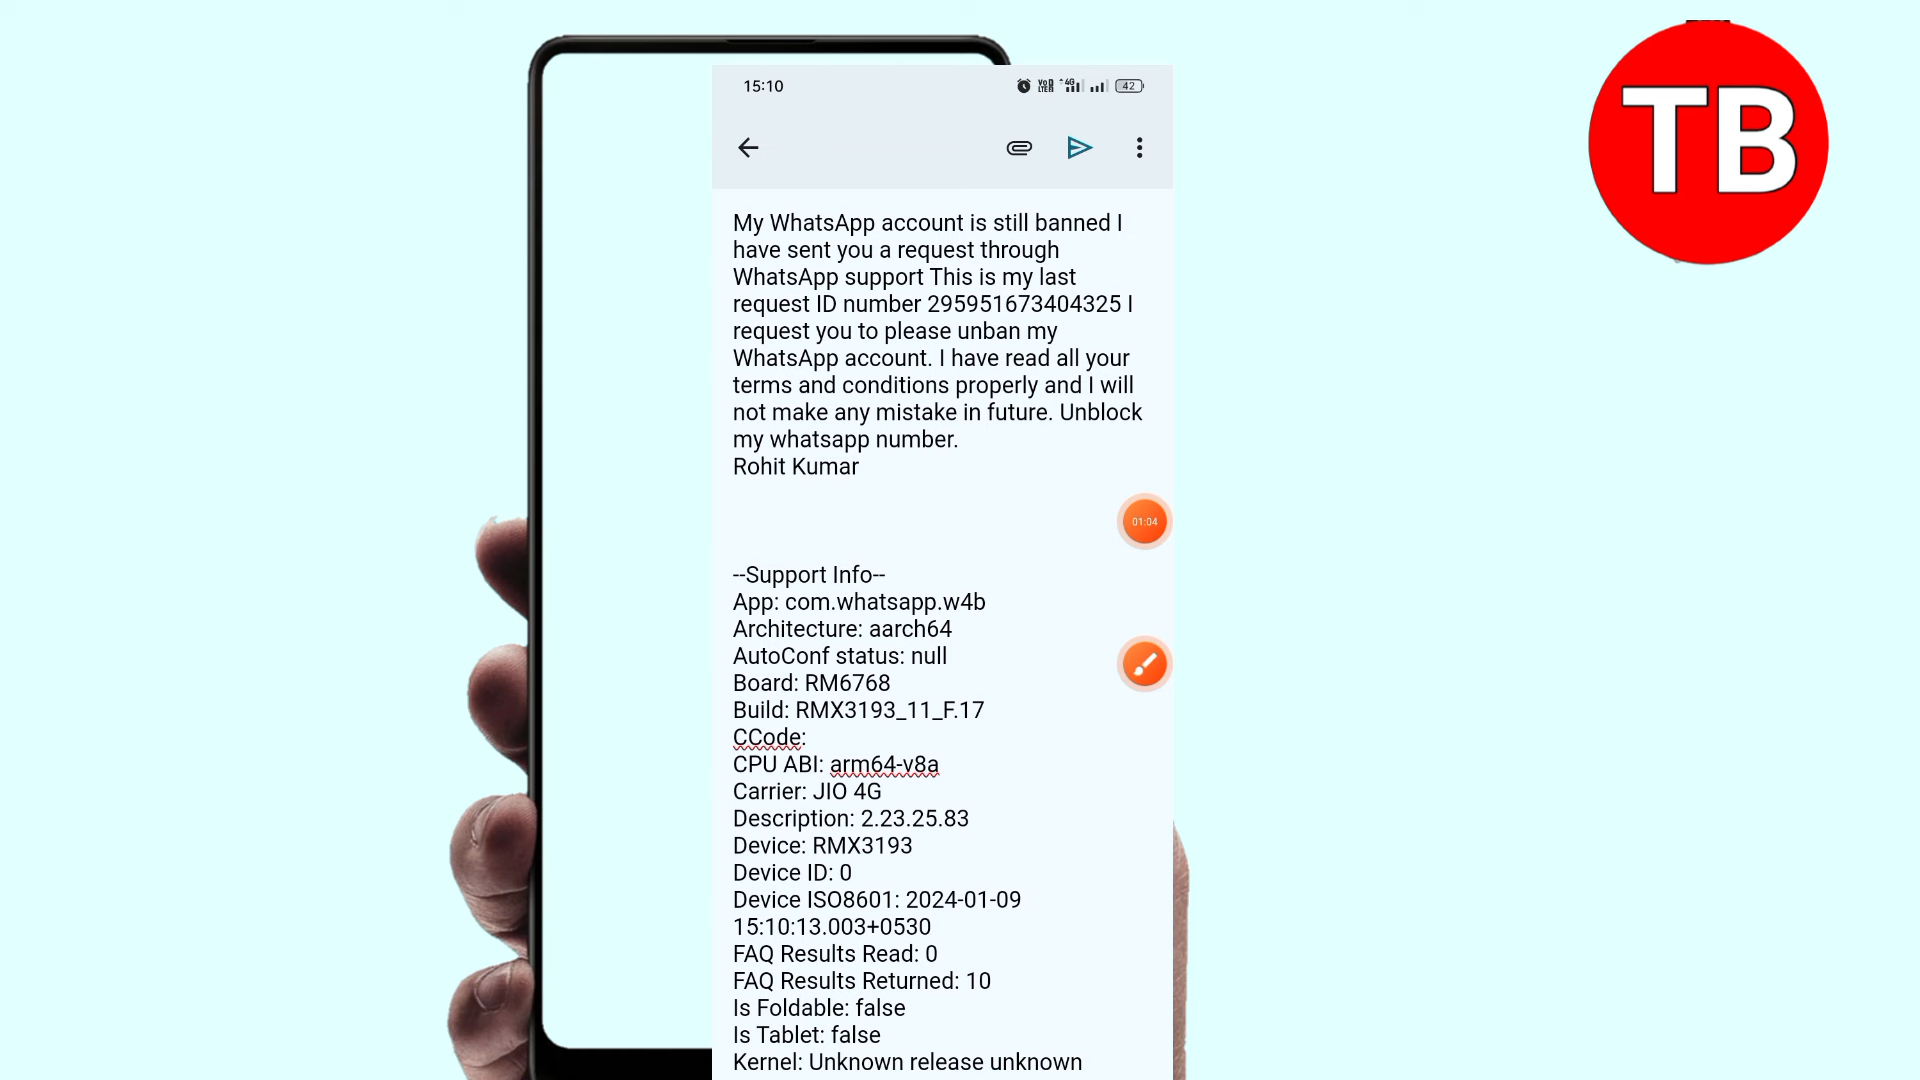 TB
15:10
VoD
LTE
4G
42
My WhatsApp account is still banned I
have sent you a request through
WhatsApp support This is my last
request ID number 295951673404325 I
request you to please unban my
WhatsApp account. I have read all your
terms and conditions properly and I will
not make any mistake in future. Unblock
my whatsapp number.
Rohit Kumar
01:04
--Support Info--
App: com.whatsapp.w4b
Architecture: aarch64
AutoConf status: null
Board: RM6768
Build: RMX3193_11_F.17
CCode:
CPU ABI: arm64-v8a
Carrier: JIO 4G
Description: 2.23.25.83
Device: RMX3193
Device ID: 0
Device ISO8601: 2024-01-09
15:10:13.003+0530
FAQ Results Read: 0
FAQ Results Returned: 10
Is Foldable: false
Is Tablet: false
Kernel: Unknown release unknown